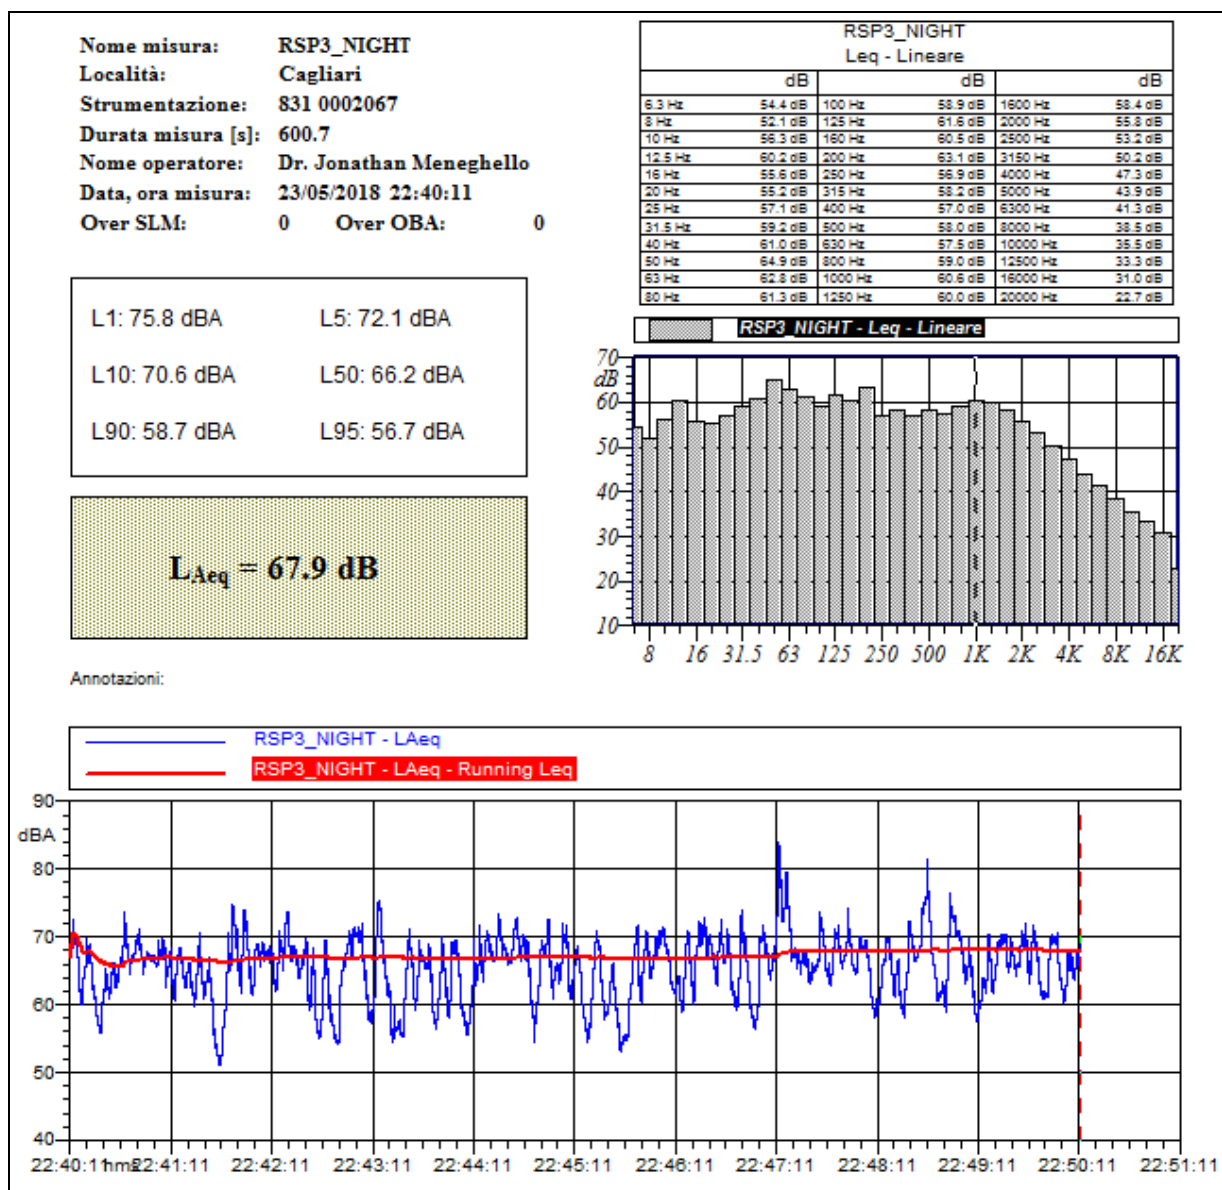 Nome misura: RSP3_NIGHT
Località: Cagliari
Strumentazione: 831 0002067
Durata misura [s]: 600.7
Nome operatore: Dr. Jonathan Meneghello
Data, ora misura: 23/05/2018 22:40:11
Over SLM: 0 Over OBA: 0
RSP3_NIGHT
Leq - Lineare
dB dB dB
6.3 Hz 54.4 dB 100 Hz 58.9 dB 1600 Hz 58.4 dB
8 Hz 52.1 dB 125 Hz 61.6 dB 2000 Hz 55.8 dB
10 Hz 56.3 dB 160 Hz 60.5 dB 2500 Hz 53.2 dB
12.5 Hz 60.2 dB 200 Hz 63.1 dB 3150 Hz 50.2 dB
16 Hz 55.6 dB 250 Hz 56.9 dB 4000 Hz 47.3 dB
20 Hz 55.2 dB 315 Hz 58.2 dB 5000 Hz 43.9 dB
25 Hz 57.1 dB 400 Hz 57.0 dB 6300 Hz 41.3 dB
31.5 Hz 59.2 dB 500 Hz 58.0 dB 8000 Hz 38.5 dB
40 Hz 61.0 dB 630 Hz 57.5 dB 10000 Hz 35.5 dB
50 Hz 64.9 dB 800 Hz 59.0 dB 12500 Hz 33.3 dB
63 Hz 62.8 dB 1000 Hz 60.6 dB 16000 Hz 31.0 dB
80 Hz 61.3 dB 1250 Hz 60.0 dB 20000 Hz 22.7 dB
L1: 75.8 dBA L5: 72.1 dBA
L10: 70.6 dBA L50: 66.2 dBA
L90: 58.7 dBA L95: 56.7 dBA
LAeq = 67.9 dB
RSP3_NIGHT - Leq - Lineare
70
dB
60
50
40
30
20
10
8 16 31.5 63 125 250 500 1K 2K 4K 8K 16K
Annotazioni:
RSP3_NIGHT - LAeq
RSP3_NIGHT - LAeq - Running Leq
90
dBA
80
70
60
50
40
22:40:11 hms 22:41:11 22:42:11 22:43:11 22:44:11 22:45:11 22:46:11 22:47:11 22:48:11 22:49:11 22:50:11 22:51:11